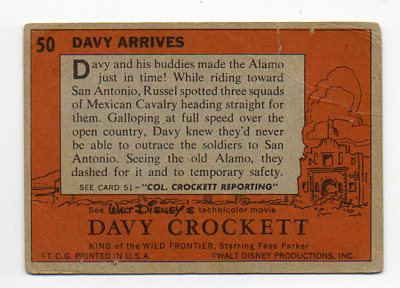 50 DAVY ARRIVES
Davy and his buddies made the Alamo
just in time! While riding toward
San Antonio, Russel spotted three squads
of Mexican Cavalry heading straight for
them. Galloping at full speed over the
open country, Davy knew they'd never
be able to outrace the soldiers to San
Antonio. Seeing the old Alamo, they
dashed for it and to temporary safety.
SEE CARD 51-"COL. CROCKETT REPORTING"
See WALT DISNEY'S technicolor movie
DAVY CROCKETT
KING of the WILD FRONTIER, Starring Fess Parker
©T.C.G. PRINTED IN U.S.A. ©WALT DISNEY PRODUCTIONS, INC.